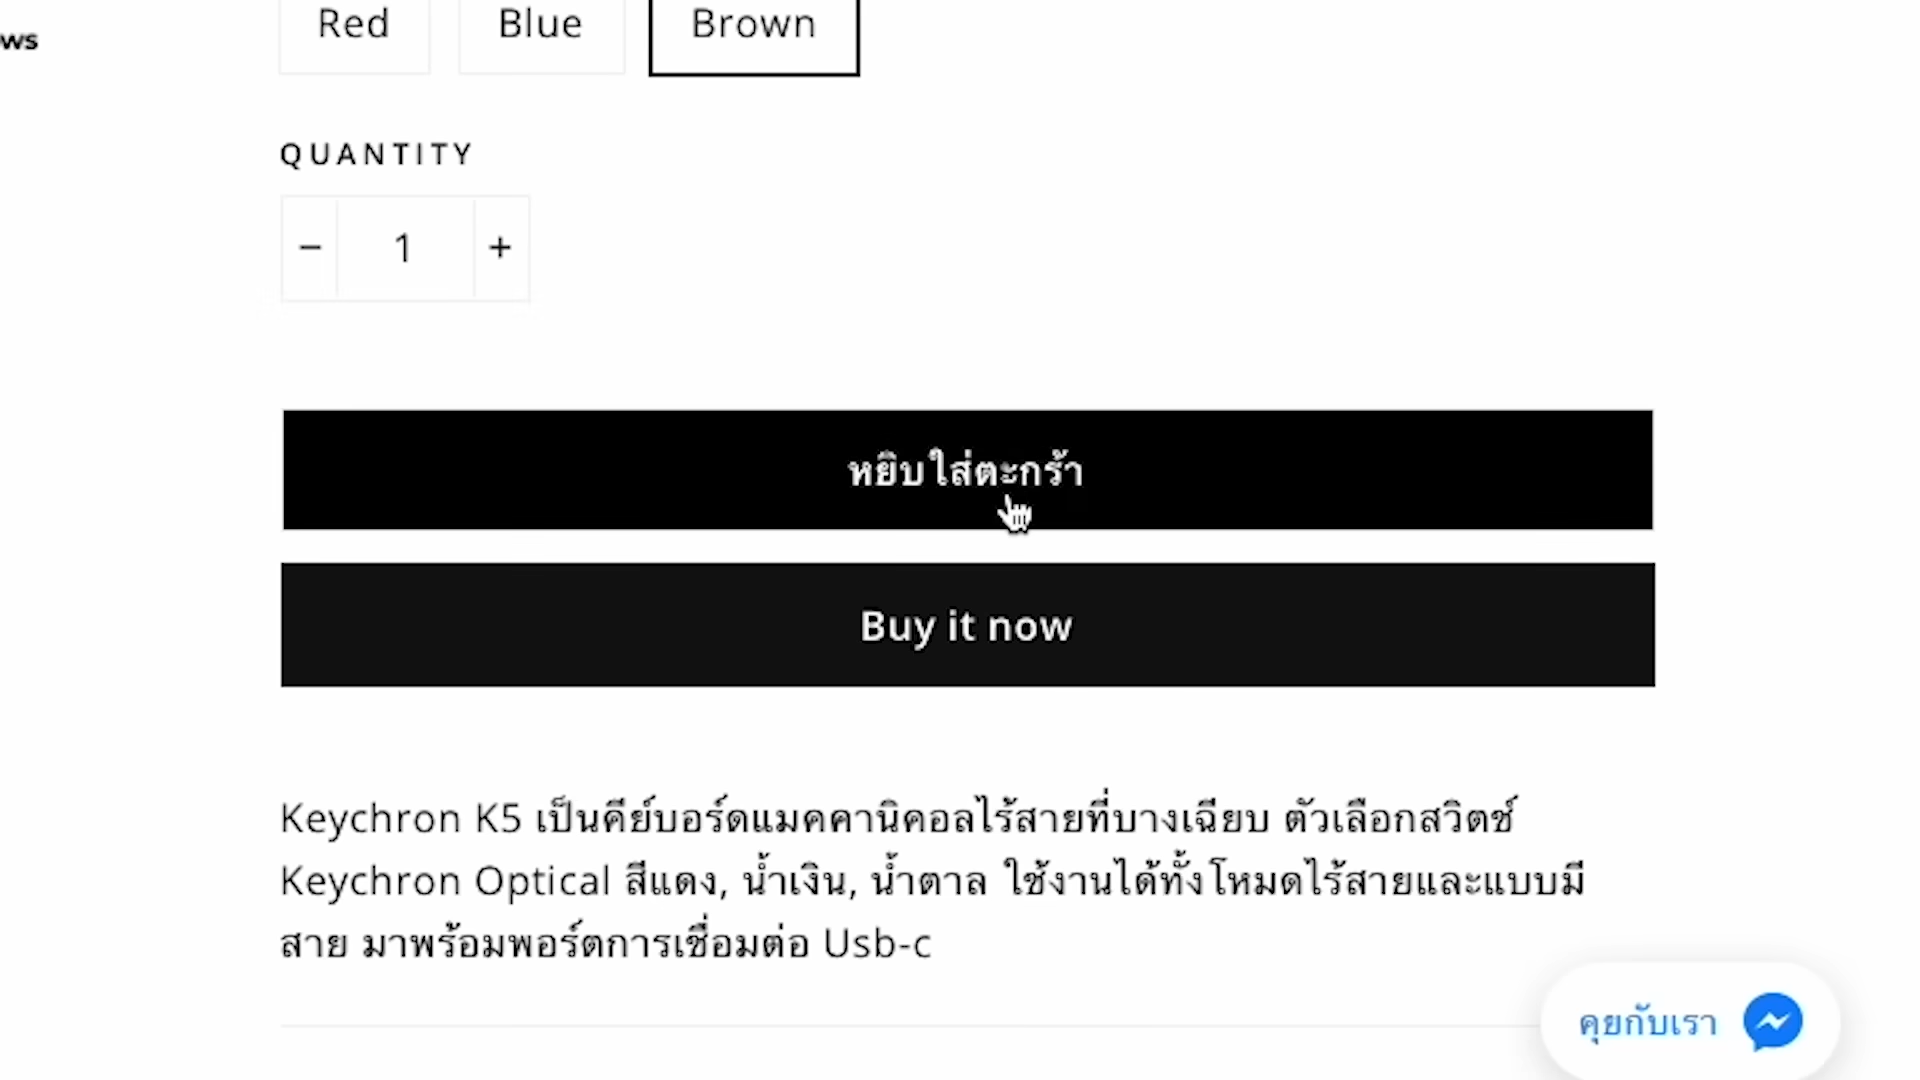 Red Blue Brown
ws
QUANTITY
− 1 +
หยิบใส่ตะกร้า
Buy it now
Keychron K5 เป็นคีย์บอร์ดแมคคานิคอลไร้สายที่บางเฉียบ ตัวเลือกสวิตช์
Keychron Optical สีแดง, น้ำเงิน, น้ำตาล ใช้งานได้ทั้งโหมดไร้สายและแบบมี
สาย มาพร้อมพอร์ตการเชื่อมต่อ Usb-c
คุยกับเรา